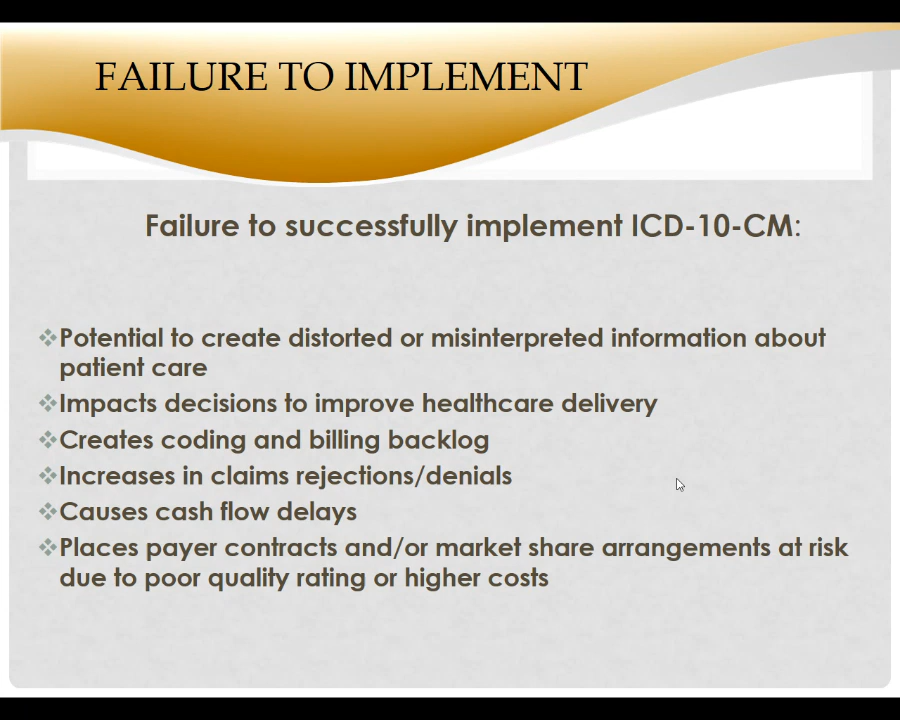 FAILURE TO IMPLEMENT
Failure to successfully implement ICD-10-CM:
Potential to create distorted or misinterpreted information about
patient care
Impacts decisions to improve healthcare delivery
Creates coding and billing backlog
Increases in claims rejections/denials
Causes cash flow delays
Places payer contracts and/or market share arrangements at risk
due to poor quality rating or higher costs